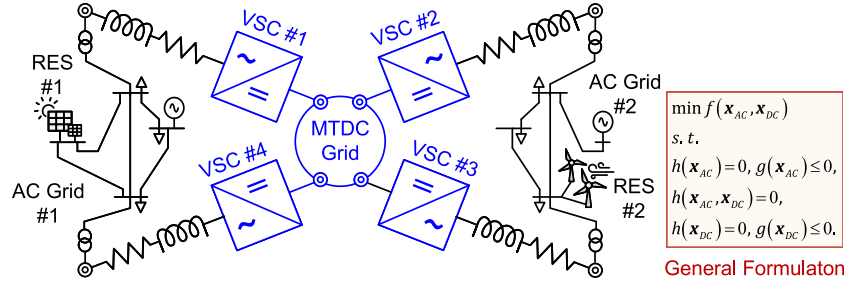 VSC #1
VSC #2
RES
#1
AC Grid
#2
MTDC
Grid
VSC #4
VSC #3
AC Grid
#1
RES
#2
min f(x_AC, x_DC)
s. t.
h(x_AC)=0, g(x_AC)≤0,
h(x_AC, x_DC)=0,
h(x_DC)=0, g(x_DC)≤0.
General Formulaton